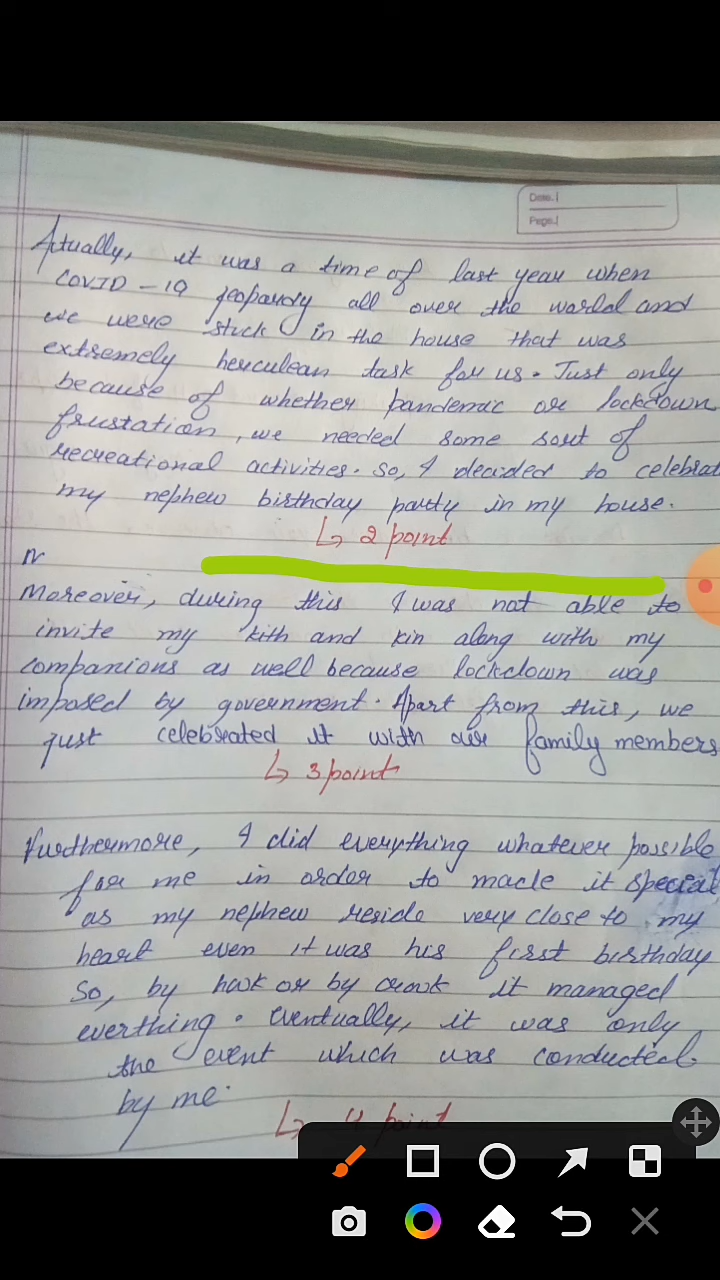 Date.
Page.
Actually, it was a time of last year when
COVID-19 jeopardy all over the world and
we were stuck in the house that was
extremely herculean task for us. Just only
because of whether pandemic or lockdown
frustation, we needed some sort of
recreational activities. So, I decided to celebrat
my nephew birthday party in my house.
↳ 2 point
Moreover, during this I was not able to
invite my kith and kin along with my
companions as well because lockdown was
imposed by government. Apart from this, we
just celebrated it with our family members
↳ 3 point
Furthermore, I did everything whatever possible
for me in order to made it special
as my nephew reside very close to my
heart even it was his first birthday
So, by hook or by crook it managed
everthing. Eventually, it was only
the event which was conducted
by me.
↳ 4 point